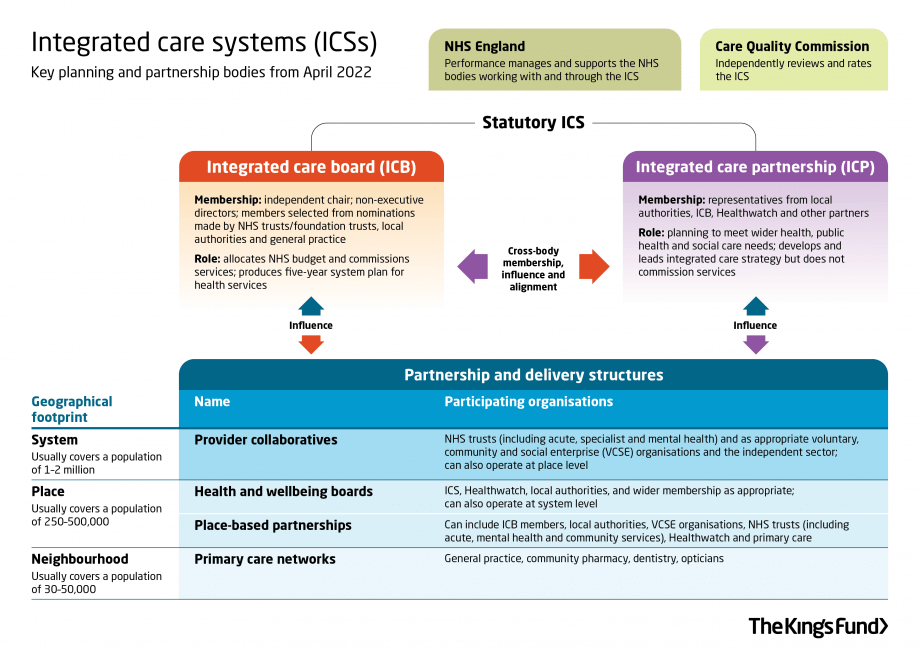 Integrated care systems (ICSs)
Key planning and partnership bodies from April 2022
NHS England
Performance manages and supports the NHS
bodies working with and through the ICS
Care Quality Commission
Independently reviews and rates
the ICS
Statutory ICS
Integrated care board (ICB)
Membership: independent chair; non-executive
directors; members selected from nominations
made by NHS trusts/foundation trusts, local
authorities and general practice
Role: allocates NHS budget and commissions
services; produces five-year system plan for
health services
Cross-body
membership,
influence and
alignment
Integrated care partnership (ICP)
Membership: representatives from local
authorities, ICB, Healthwatch and other partners
Role: planning to meet wider health, public
health and social care needs; develops and
leads integrated care strategy but does not
commission services
Influence
Influence
Partnership and delivery structures
Geographical
footprint
Name
Participating organisations
System
Usually covers a population
of 1–2 million
Provider collaboratives
NHS trusts (including acute, specialist and mental health) and as appropriate voluntary,
community and social enterprise (VCSE) organisations and the independent sector;
can also operate at place level
Place
Usually covers a population
of 250–500,000
Health and wellbeing boards
ICS, Healthwatch, local authorities, and wider membership as appropriate;
can also operate at system level
Place-based partnerships
Can include ICB members, local authorities, VCSE organisations, NHS trusts (including
acute, mental health and community services), Healthwatch and primary care
Neighbourhood
Usually covers a population
of 30–50,000
Primary care networks
General practice, community pharmacy, dentistry, opticians
TheKing'sFund